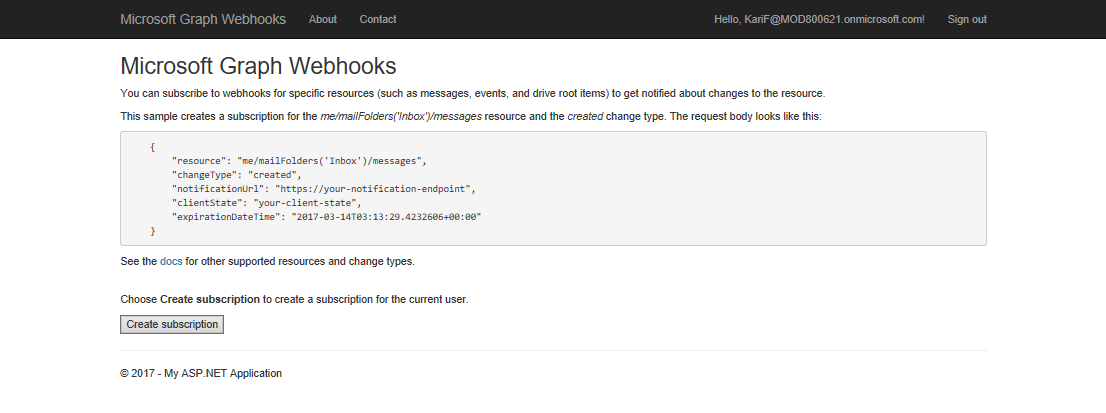 Microsoft Graph Webhooks About Contact Hello, KariF@MOD800621.onmicrosoft.com! Sign out
Microsoft Graph Webhooks
You can subscribe to webhooks for specific resources (such as messages, events, and drive root items) to get notified about changes to the resource.
This sample creates a subscription for the me/mailFolders('Inbox')/messages resource and the created change type. The request body looks like this:
{
"resource": "me/mailFolders('Inbox')/messages",
"changeType": "created",
"notificationUrl": "https://your-notification-endpoint",
"clientState": "your-client-state",
"expirationDateTime": "2017-03-14T03:13:29.4232606+00:00"
}
See the docs for other supported resources and change types.
Choose Create subscription to create a subscription for the current user.
Create subscription
© 2017 - My ASP.NET Application